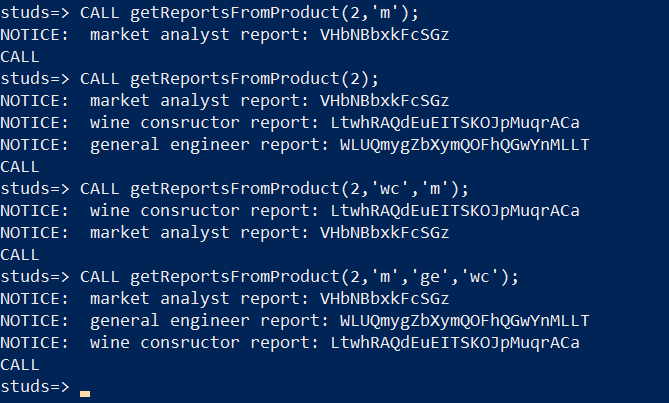 studs=> CALL getReportsFromProduct(2,'m');
NOTICE:  market analyst report: VHbNBbxkFcSGz
CALL
studs=> CALL getReportsFromProduct(2);
NOTICE:  market analyst report: VHbNBbxkFcSGz
NOTICE:  wine consructor report: LtwhRAQdEuEITSKOJpMuqrACa
NOTICE:  general engineer report: WLUQmygZbXymQOFhQGwYnMLLT
CALL
studs=> CALL getReportsFromProduct(2,'wc','m');
NOTICE:  wine consructor report: LtwhRAQdEuEITSKOJpMuqrACa
NOTICE:  market analyst report: VHbNBbxkFcSGz
CALL
studs=> CALL getReportsFromProduct(2,'m','ge','wc');
NOTICE:  market analyst report: VHbNBbxkFcSGz
NOTICE:  general engineer report: WLUQmygZbXymQOFhQGwYnMLLT
NOTICE:  wine consructor report: LtwhRAQdEuEITSKOJpMuqrACa
CALL
studs=>